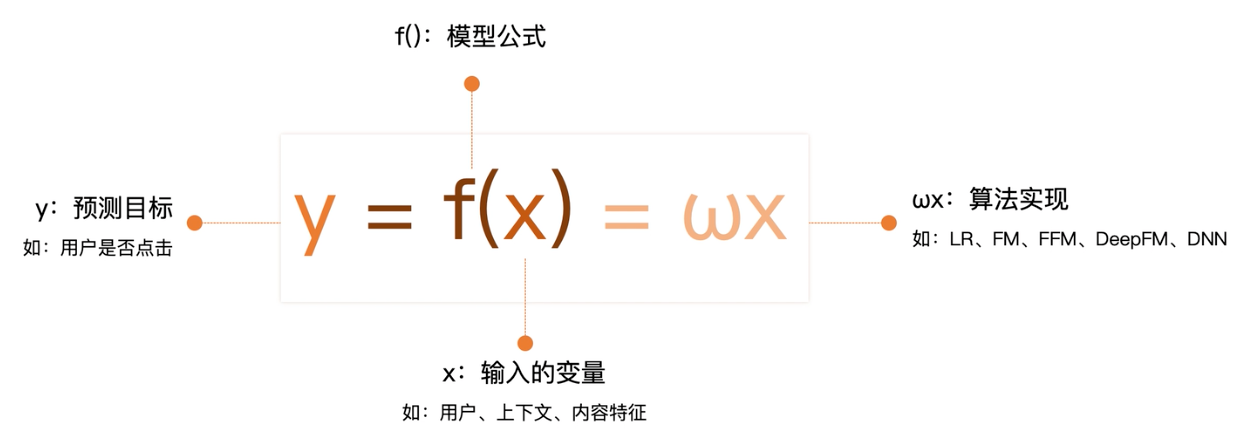 f()：模型公式
y = f(x) = ωx
y：预测目标
如：用户是否点击
ωx：算法实现
如：LR、FM、FFM、DeepFM、DNN
x：输入的变量
如：用户、上下文、内容特征